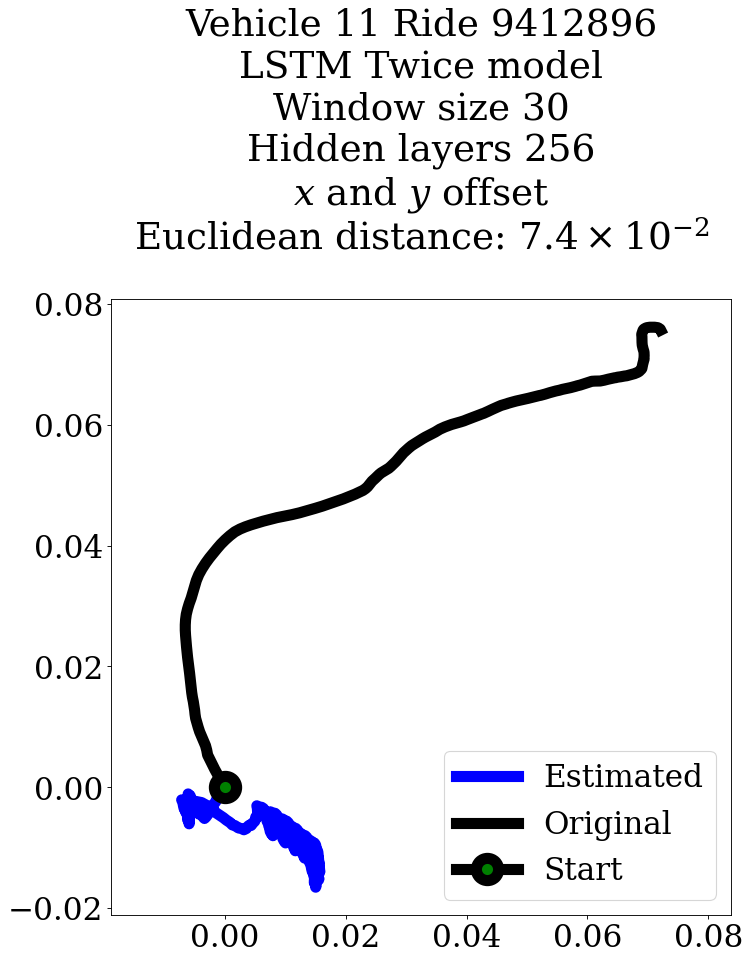 Vehicle 11 Ride 9412896
LSTM Twice model
Window size 30
Hidden layers 256
x and y offset
Euclidean distance: 7.4 × 10⁻²
0.08
0.06
0.04
0.02
0.00
−0.02
Estimated
Original
Start
0.00 0.02 0.04 0.06 0.08